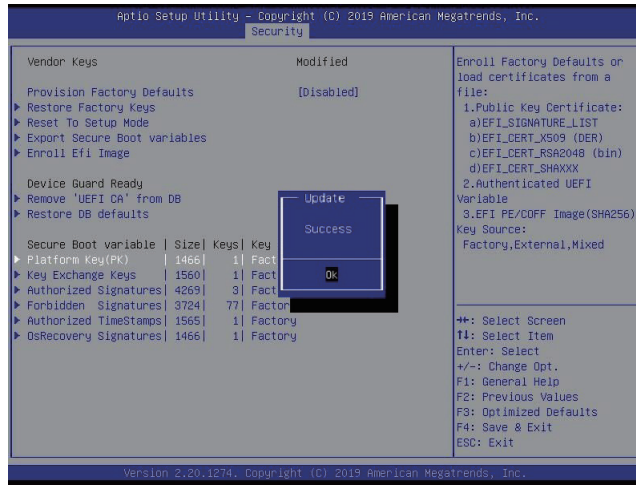 Aptio Setup Utility – Copyright (C) 2019 American Megatrends, Inc.
Security
Vendor Keys Modified
Provision Factory Defaults [Disabled]
Restore Factory Keys
Reset To Setup Mode
Export Secure Boot variables
Enroll Efi Image
Device Guard Ready
Remove 'UEFI CA' from DB
Restore DB defaults
Secure Boot variable | Size| Keys| Key
Platform Key(PK) | 1466| 1| Fact
Key Exchange Keys | 1560| 1| Fact
Authorized Signatures| 4269| 3| Fact
Forbidden Signatures| 3724| 77| Factor
Authorized TimeStamps| 1565| 1| Factory
OsRecovery Signatures| 1466| 1| Factory
Update
Success
Ok
Enroll Factory Defaults or
load certificates from a
file:
1.Public Key Certificate:
a)EFI_SIGNATURE_LIST
b)EFI_CERT_X509 (DER)
c)EFI_CERT_RSA2048 (bin)
d)EFI_CERT_SHAXXX
2.Authenticated UEFI
Variable
3.EFI PE/COFF Image(SHA256)
Key Source:
Factory,External,Mixed
→←: Select Screen
↑↓: Select Item
Enter: Select
+/-: Change Opt.
F1: General Help
F2: Previous Values
F3: Optimized Defaults
F4: Save & Exit
ESC: Exit
Version 2.20.1274. Copyright (C) 2019 American Megatrends, Inc.